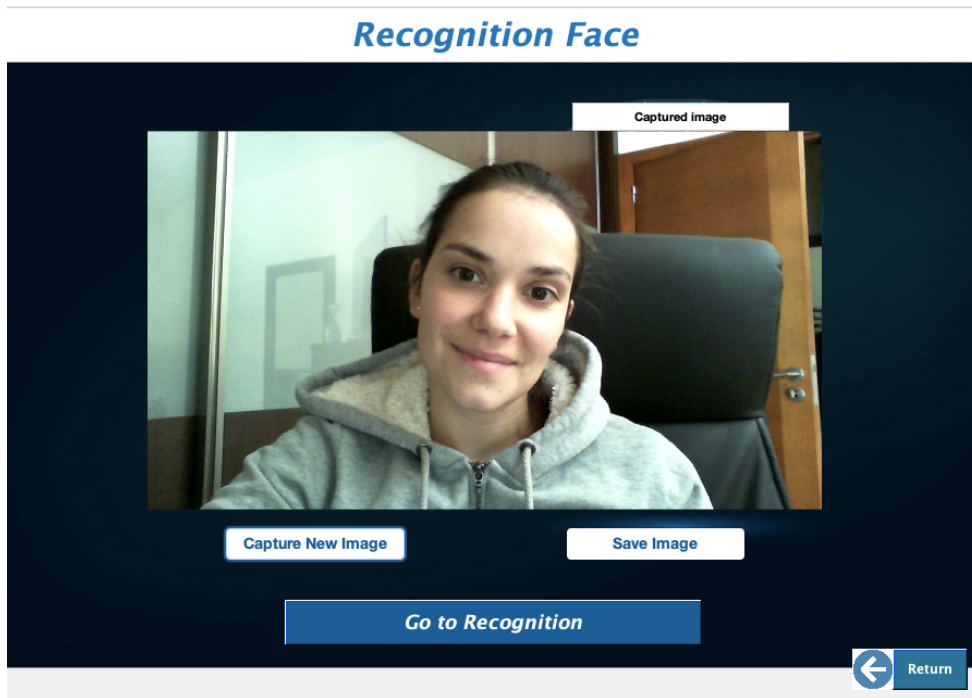 Recognition Face
Captured image
Capture New Image
Save Image
Go to Recognition
Return